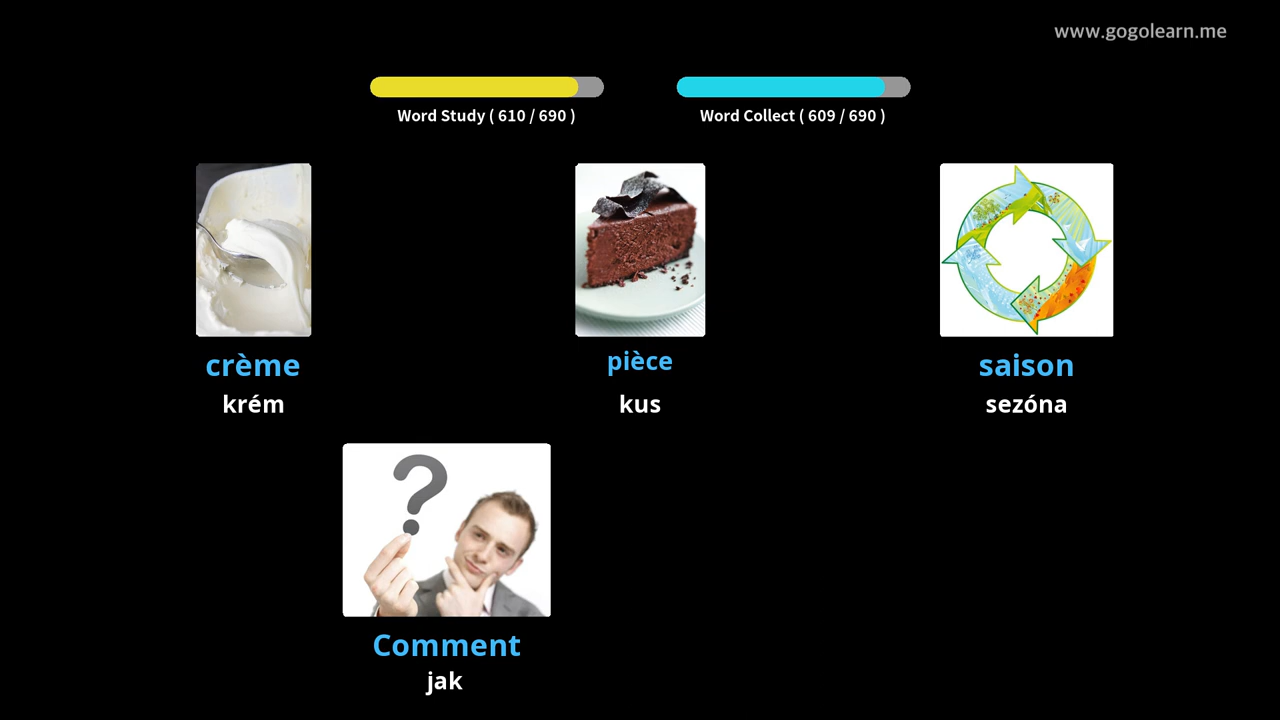 www.gogolearn.me
Word Study ( 610 / 690 )
Word Collect ( 609 / 690 )
crème
pièce
saison
krém
kus
sezóna
?
Comment
jak